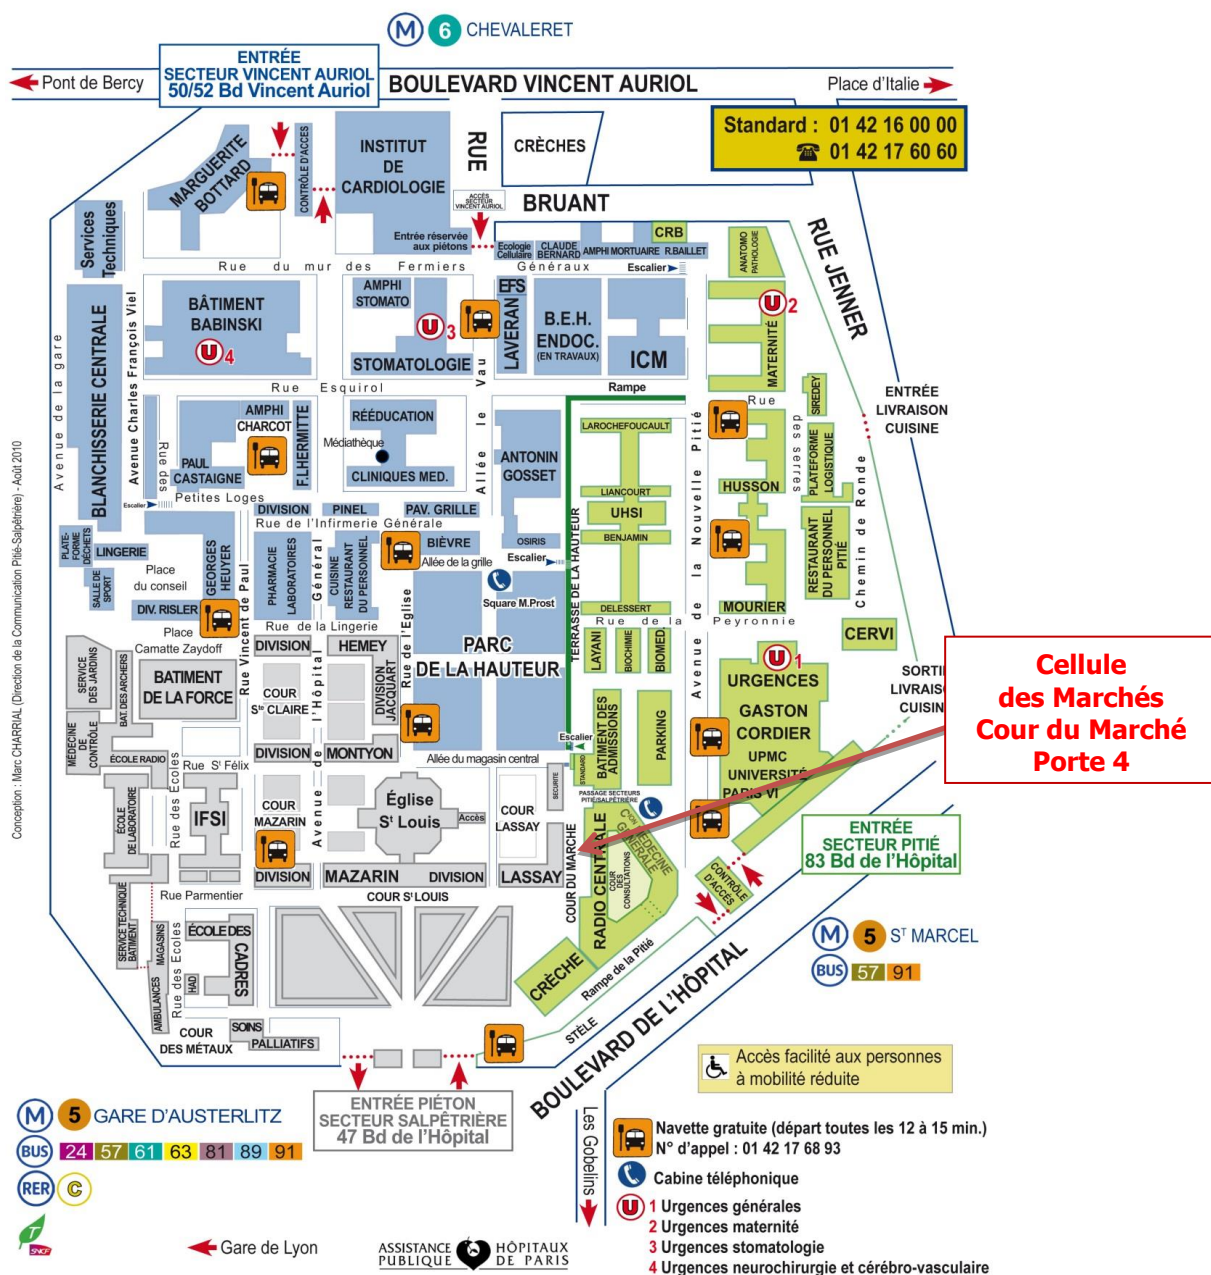 M 6 CHEVALERET
ENTRÉE
SECTEUR VINCENT AURIOL
50/52 Bd Vincent Auriol
Pont de Bercy
BOULEVARD VINCENT AURIOL
Place d'Italie
Standard : 01 42 16 00 00
01 42 17 60 60
MARGUERITE
BOTTARD
CONTRÔLE D'ACCES
INSTITUT
DE
CARDIOLOGIE
RUE
BRUANT
CRÈCHES
ACCÈS
SECTEUR
VINCENT AURIOL
Entrée réservée
aux piétons
Services
Techniques
Ecologie
Cellulaire
CLAUDE
BERNARD
AMPHI MORTUAIRE
R.BAILLET
CRB
ANATOMO
PATHOLOGIE
RUE JENNER
Rue du mur des Fermiers Généraux
Escalier
BLANCHISSERIE CENTRALE
Avenue de la gare
Avenue Charles François Viel
BÂTIMENT
BABINSKI
U 4
AMPHI
STOMATO
U 3
STOMATOLOGIE
EFS
LAVERAN
B.E.H.
ENDOC.
(EN TRAVAUX)
ICM
U 2
MATERNITÉ
Rue Esquirol
Allée le Vau
Rampe
Rue
des serres
SIREDEY
ENTRÉE
LIVRAISON
CUISINE
Rue des
Petites Loges
PAUL
CASTAIGNE
AMPHI
CHARCOT
F.LHERMITTE
RÉÉDUCATION
Médiathèque
CLINIQUES MED.
ANTONIN
GOSSET
LAROCHEFOUCAULT
LIANCOURT
UHSI
BENJAMIN
DELESSERT
Avenue de la Nouvelle Pitié
HUSSON
MOURIER
PLATEFORME
LOGISTIQUE
RESTAURANT
DU PERSONNEL
PITIÉ
Chemin de Ronde
Escalier
DIVISION
PINEL
PAV. GRILLE
Rue de l'Infirmerie Générale
BIÈVRE
Allée de la grille
OSIRIS
Escalier
Square M.Prost
TERRASSE DE LA HAUTEUR
PLATE-
FORME
DÉCHETS
LINGERIE
SALLE DE
SPORT
Place
du conseil
GEORGES
HEUYER
DIV. RISLER
Place
Camatte Zaydoff
Rue Vincent de Paul
PHARMACIE
LABORATOIRES
CUISINE
RESTAURANT
DU PERSONNEL
Rue de la Lingerie
Avenue de l'Hôpital Général
Rue de l'Eglise
PARC
DE LA HAUTEUR
Rue de la Peyronnie
LAYANI
BIOCHIMIE
BIOMED.
CERVI
U 1
URGENCES
GASTON
CORDIER
UPMC
UNIVERSITÉ
PARIS VI
SORTIE
LIVRAISON
CUISINE
Cellule
des Marchés
Cour du Marché
Porte 4
SERVICE
DES JARDINS
BAT. DES ARCHERS
BATIMENT
DE LA FORCE
MÉDECINE
DE
CONTRÔLE
ÉCOLE RADIO
DIVISION
HEMEY
COUR
Ste CLAIRE
DIVISION
JACQUART
DIVISION
MONTYON
Allée du magasin central
Escalier
STANDARD
BATIMENT DES
ADMISSIONS
PARKING
PASSAGE SECTEURS
PITIÉ/SALPÊTRIÈRE
SECURITE
Rue St Félix
Rue des Ecoles
ÉCOLE
DE LABORATOIRE
IFSI
COUR
MAZARIN
Église
St Louis
Accès
COUR
LASSAY
COUR DU MARCHE
RADIO CENTRALE
COUR
DES
CONSULTATIONS
Cton MÉDECINE
GÉNÉRALE
CONTRÔLE
D'ACCÈS
ENTRÉE
SECTEUR PITIÉ
83 Bd de l'Hôpital
DIVISION
MAZARIN
DIVISION
LASSAY
Rue Parmentier
COUR St LOUIS
SERVICE TECHNIQUE
BATIMENT
MAGASINS
AMBULANCES
Rue des Ecoles
ÉCOLE DES
CADRES
HAD
CRÈCHE
Rampe de la Pitié
STÈLE
BOULEVARD DE L'HÔPITAL
M 5 ST MARCEL
BUS 57 91
COUR
DES MÉTAUX
SOINS
PALLIATIFS
ENTRÉE PIÉTON
SECTEUR SALPÊTRIÈRE
47 Bd de l'Hôpital
Accès facilité aux personnes
à mobilité réduite
M 5 GARE D'AUSTERLITZ
BUS 24 57 61 63 81 89 91
RER C
T
SNCF
Gare de Lyon
ASSISTANCE
PUBLIQUE
HÔPITAUX
DE PARIS
Les Gobelins
Navette gratuite (départ toutes les 12 à 15 min.)
N° d'appel : 01 42 17 68 93
Cabine téléphonique
U 1 Urgences générales
2 Urgences maternité
3 Urgences stomatologie
4 Urgences neurochirurgie et cérébro-vasculaire
Conception : Marc CHARRIAL (Direction de la Communication Pitié-Salpêtrière) - Août 2010